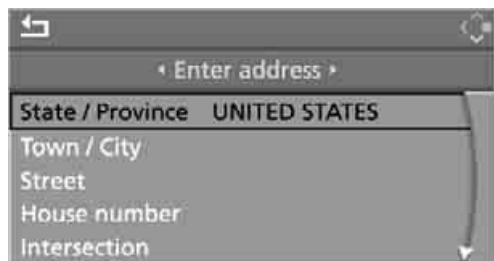 Enter address
State / Province UNITED STATES
Town / City
Street
House number
Intersection